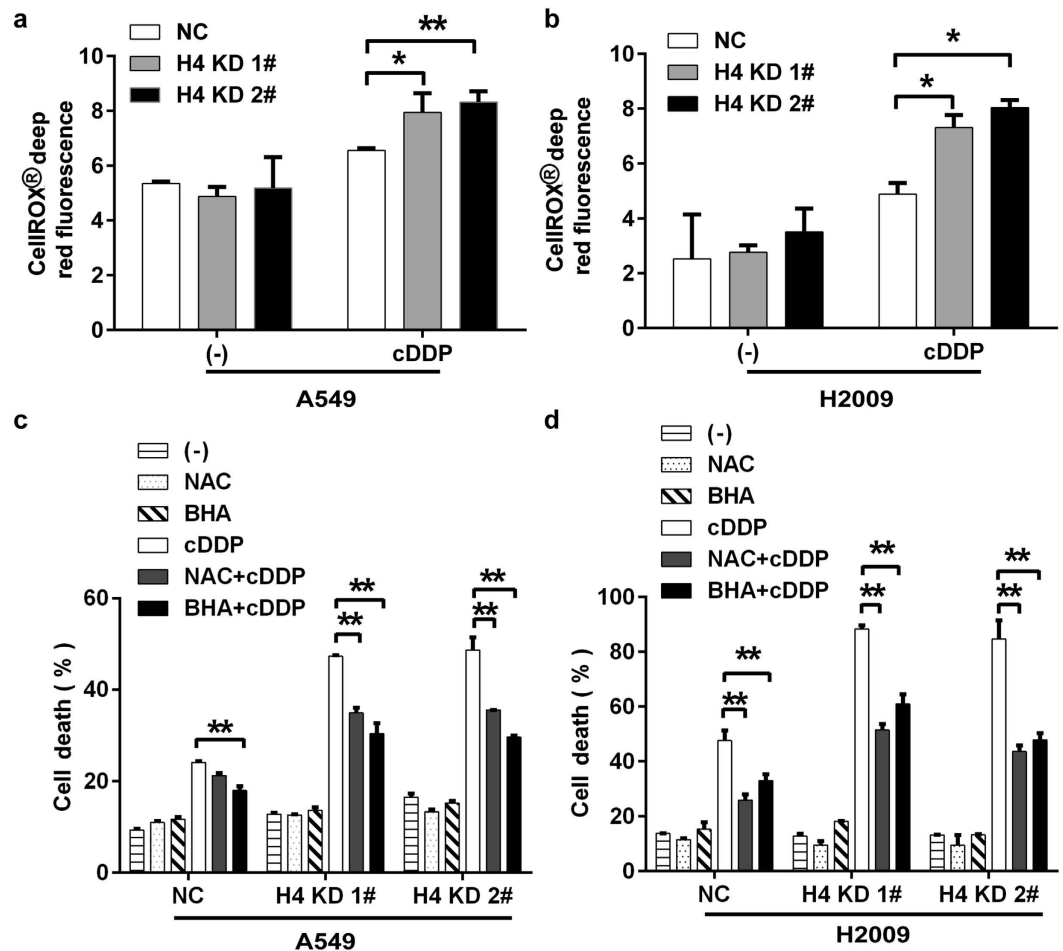 a
NC
H4 KD 1#
H4 KD 2#
** 
*
10
8
6
4
2
0
CellROX® deep
red fluorescence
(-)
cDDP
A549
b
NC
H4 KD 1#
H4 KD 2#
*
*
10
8
6
4
2
0
CellROX® deep
red fluorescence
(-)
cDDP
H2009
c
(-)
NAC
BHA
cDDP
NAC+cDDP
BHA+cDDP
60
40
20
0
Cell death ( % )
**
**
**
**
**
NC
H4 KD 1#
H4 KD 2#
A549
d
(-)
NAC
BHA
cDDP
NAC+cDDP
BHA+cDDP
100
80
60
40
20
0
Cell death ( % )
**
**
**
**
**
**
NC
H4 KD 1#
H4 KD 2#
H2009